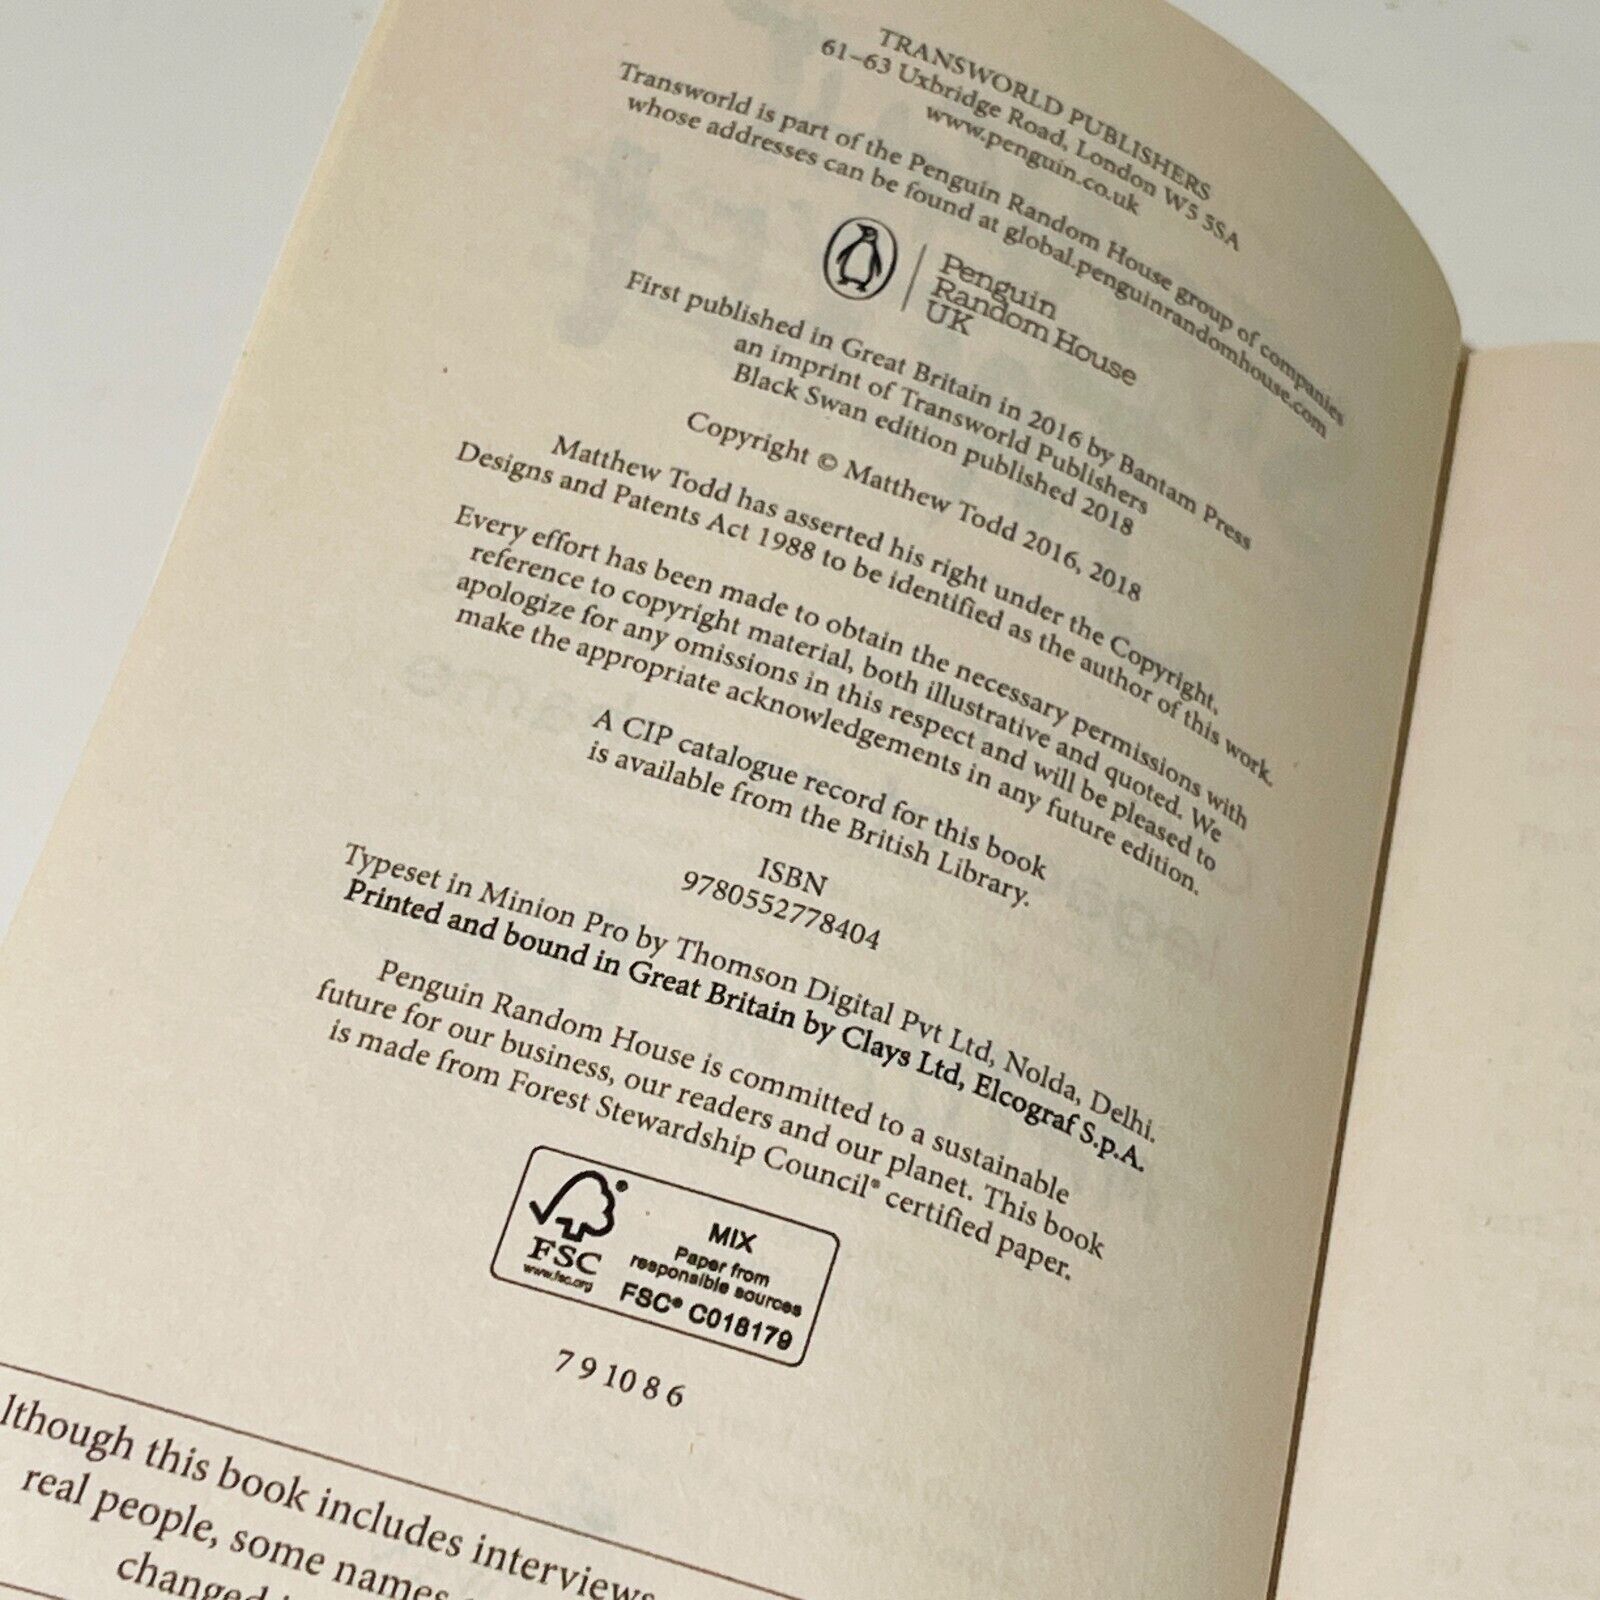 TRANSWORLD PUBLISHERS
61–63 Uxbridge Road, London W5 5SA
www.penguin.co.uk
Transworld is part of the Penguin Random House group of companies
whose addresses can be found at global.penguinrandomhouse.com
Penguin
Random House
UK
First published in Great Britain in 2016 by Bantam Press
an imprint of Transworld Publishers
Black Swan edition published 2018
Copyright © Matthew Todd 2016, 2018
Matthew Todd has asserted his right under the Copyright,
Designs and Patents Act 1988 to be identified as the author of this work.
Every effort has been made to obtain the necessary permissions with
reference to copyright material, both illustrative and quoted. We
apologize for any omissions in this respect and will be pleased to
make the appropriate acknowledgements in any future edition.
A CIP catalogue record for this book
is available from the British Library.
ISBN
9780552778404
Typeset in Minion Pro by Thomson Digital Pvt Ltd, Nolda, Delhi.
Printed and bound in Great Britain by Clays Ltd, Elcograf S.p.A.
Penguin Random House is committed to a sustainable
future for our business, our readers and our planet. This book
is made from Forest Stewardship Council® certified paper.
®
FSC
www.fsc.org
MIX
Paper from
responsible sources
FSC® C018179
7 9 10 8 6
lthough this book includes interviews
real people, some names
changed